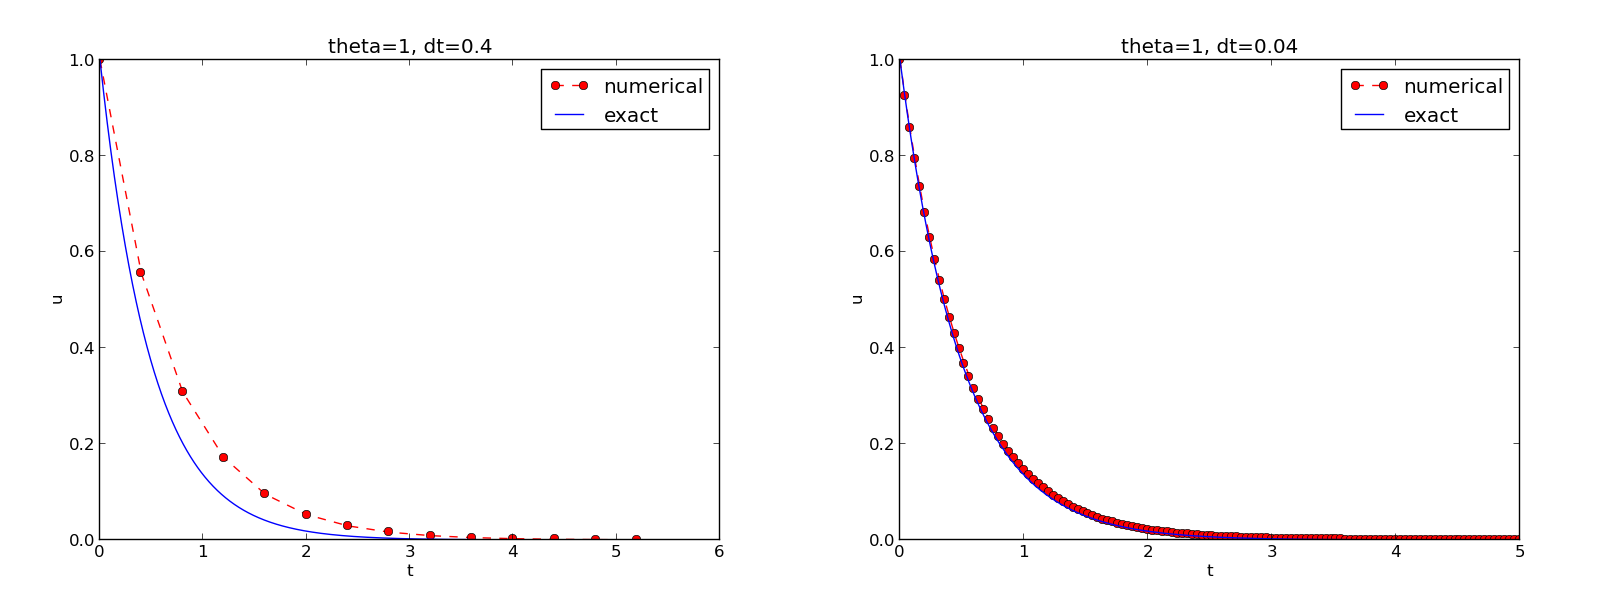 theta=1, dt=0.4
numerical
exact
1.0
0.8
0.6
0.4
0.2
0.0
u
0 1 2 3 4 5 6
t
theta=1, dt=0.04
numerical
exact
1.0
0.8
0.6
0.4
0.2
0.0
u
0 1 2 3 4 5
t